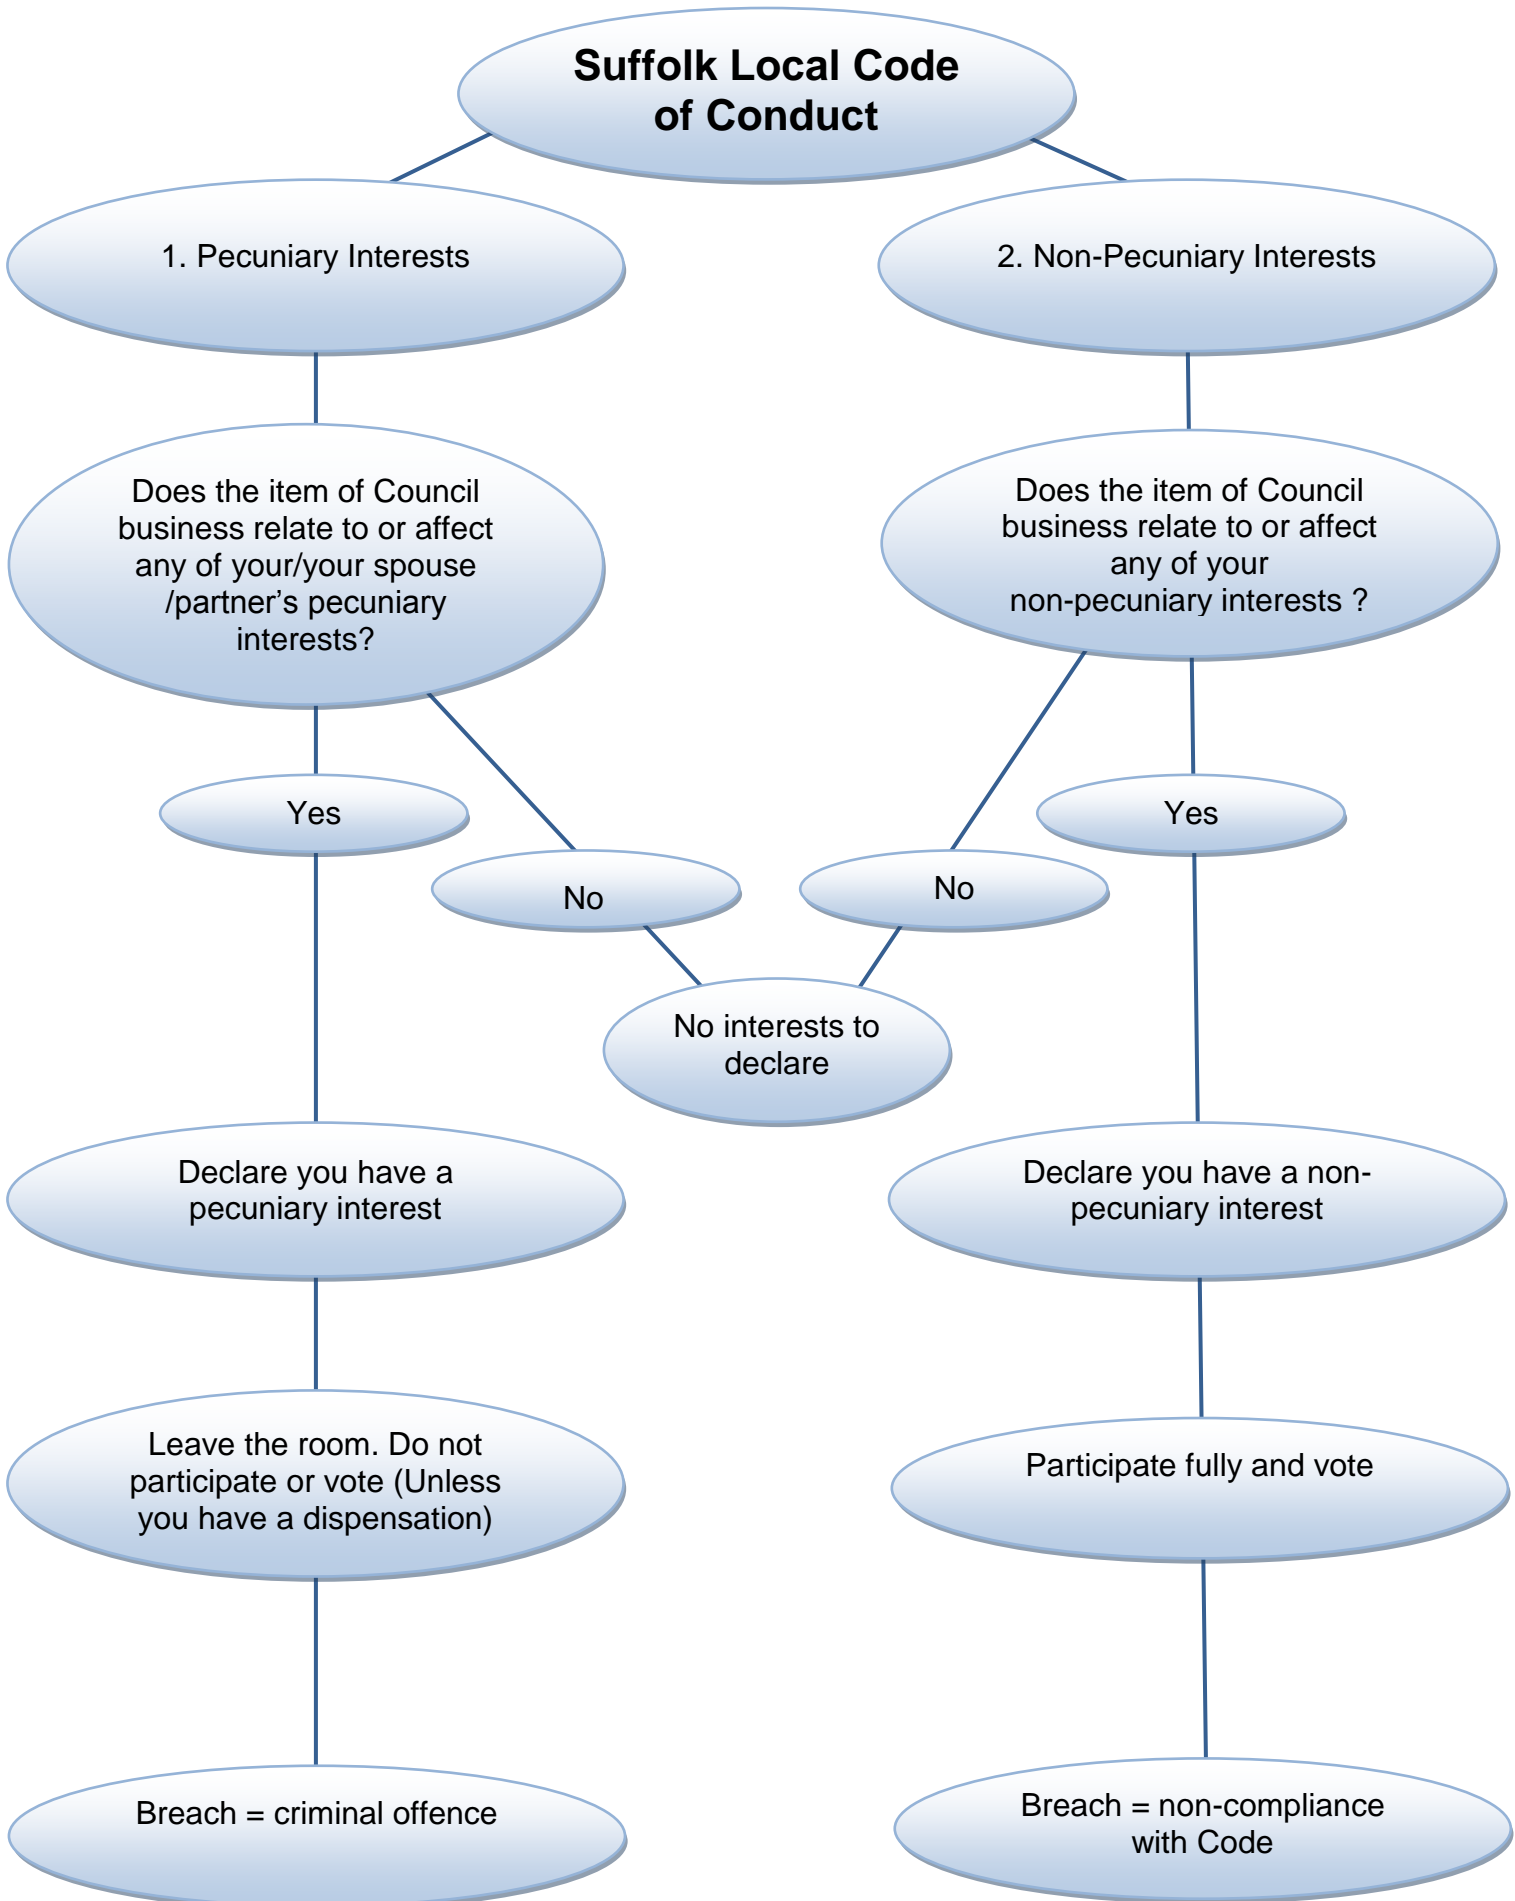 Suffolk Local Code
of Conduct
1. Pecuniary Interests
2. Non-Pecuniary Interests
Does the item of Council
business relate to or affect
any of your/your spouse
/partner’s pecuniary
interests?
Does the item of Council
business relate to or affect
any of your
non-pecuniary interests ?
Yes
Yes
No
No
No interests to
declare
Declare you have a
pecuniary interest
Declare you have a non-
pecuniary interest
Leave the room. Do not
participate or vote (Unless
you have a dispensation)
Participate fully and vote
Breach = criminal offence
Breach = non-compliance
with Code